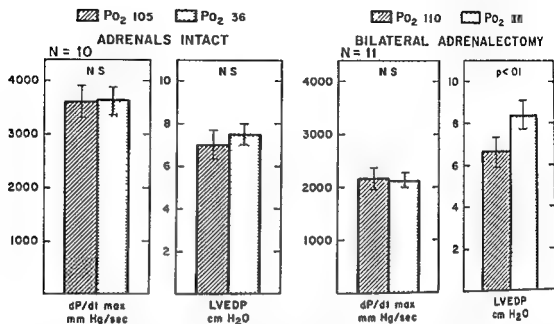 Po2 105 Po2 36
ADRENALS INTACT
N = 10
NS
4000
3000
2000
1000
dP/dt max
mm Hg/sec
10
8
6
4
2
LVEDP
cm H2O
Po2 110 Po2
BILATERAL ADRENALECTOMY
N = 11
NS
4000
3000
2000
1000
dP/dt max
mm Hg/sec
p<.01
10
8
6
4
2
LVEDP
cm H2O